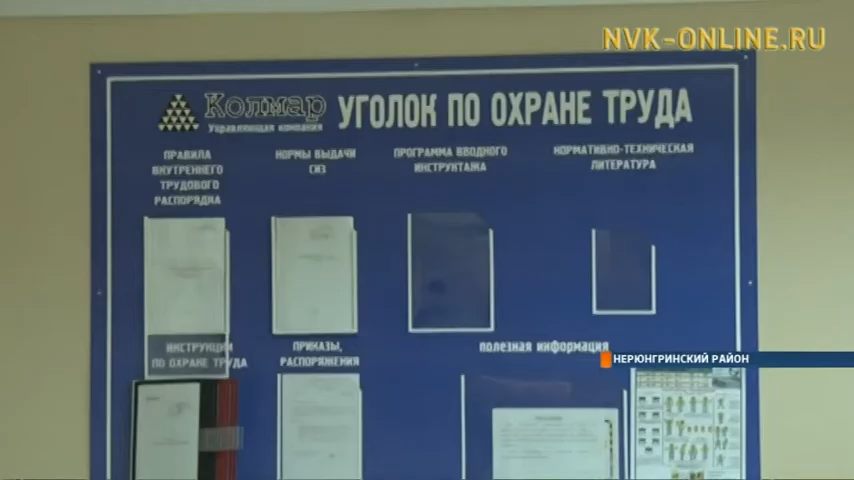 NVK-ONLINE.RU
Колмар
Управляющая компания
УГОЛОК ПО ОХРАНЕ ТРУДА
ПРАВИЛА
ВНУТРЕННЕГО
ТРУДОВОГО
РАСПОРЯДКА
НОРМЫ ВЫДАЧИ
СИЗ
ПРОГРАММА ВВОДНОГО
ИНСТРУКТАЖА
НОРМАТИВНО-ТЕХНИЧЕСКАЯ
ЛИТЕРАТУРА
ИНСТРУКЦИИ
ПО ОХРАНЕ ТРУДА
ПРИКАЗЫ,
РАСПОРЯЖЕНИЯ
ПОЛЕЗНАЯ ИНФОРМАЦИЯ
НЕРЮНГРИНСКИЙ РАЙОН